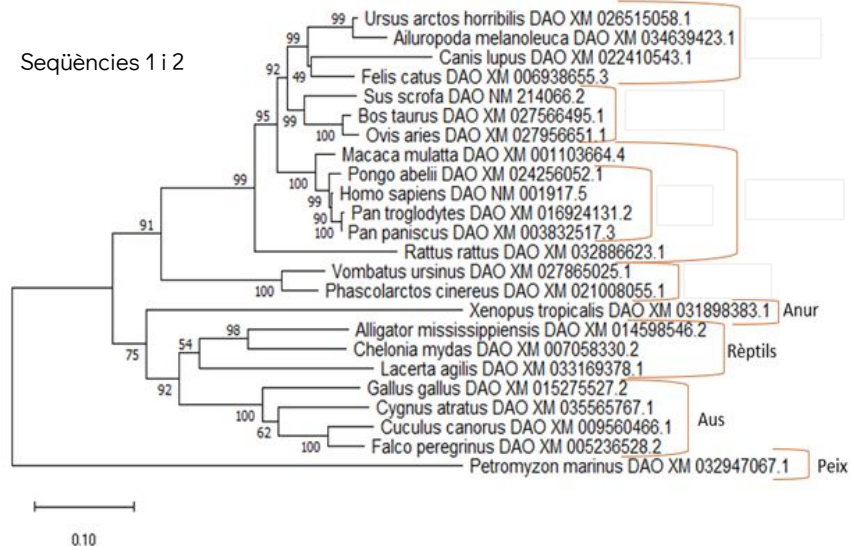 Seqüències 1 i 2
99
Ursus arctos horribilis DAO XM 026515058.1
Ailuropoda melanoleuca DAO XM 034639423.1
99
Canis lupus DAO XM 022410543.1
92
49
Felis catus DAO XM 006938655.3
Sus scrofa DAO NM 214066.2
95
99
Bos taurus DAO XM 027566495.1
100
Ovis aries DAO XM 027956651.1
Macaca mulatta DAO XM 001103664.4
99
100
Pongo abelii DAO XM 024256052.1
Homo sapiens DAO NM 001917.5
99
Pan troglodytes DAO XM 016924131.2
90
91
100
Pan paniscus DAO XM 003832517.3
Rattus rattus DAO XM 032886623.1
Vombatus ursinus DAO XM 027865025.1
100
Phascolarctos cinereus DAO XM 021008055.1
Xenopus tropicalis DAO XM 031898383.1 Anur
98
Alligator mississippiensis DAO XM 014598546.2
54
75
Chelonia mydas DAO XM 007058330.2
Rèptils
Lacerta agilis DAO XM 033169378.1
92
Gallus gallus DAO XM 015275527.2
100
Cygnus atratus DAO XM 035565767.1
Aus
62
Cuculus canorus DAO XM 009560466.1
100
Falco peregrinus DAO XM 005236528.2
Petromyzon marinus DAO XM 032947067.1 Peix
0.10